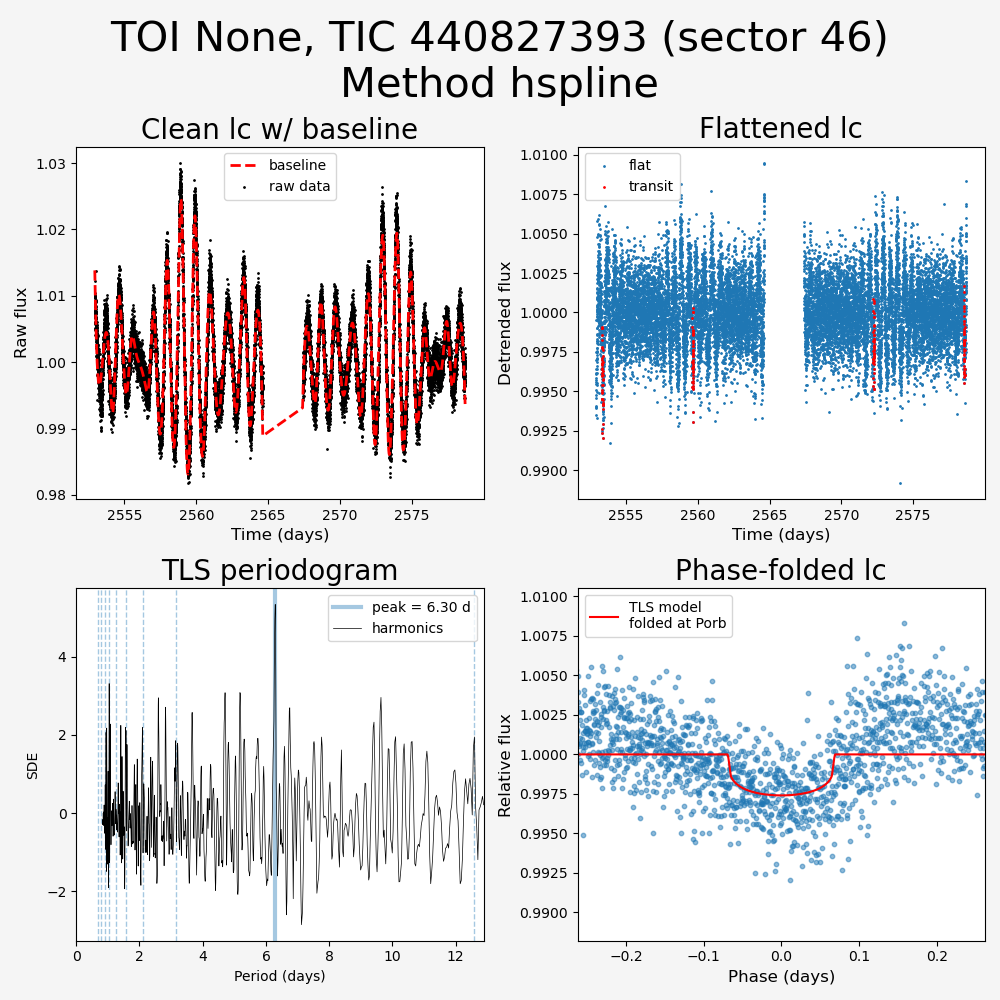 TOI None, TIC 440827393 (sector 46)
Method hspline
Clean lc w/ baseline
baseline
raw data
1.03
1.02
1.01
1.00
0.99
0.98
Raw flux
2555
2560
2565
2570
2575
Time (days)
Flattened lc
flat
transit
1.0100
1.0075
1.0050
1.0025
1.0000
0.9975
0.9950
0.9925
0.9900
Detrended flux
2555
2560
2565
2570
2575
Time (days)
TLS periodogram
peak = 6.30 d
harmonics
4
2
0
−2
SDE
0
2
4
6
8
10
12
Period (days)
Phase-folded lc
TLS model
folded at Porb
1.0100
1.0075
1.0050
1.0025
1.0000
0.9975
0.9950
0.9925
0.9900
Relative flux
−0.2
−0.1
0.0
0.1
0.2
Phase (days)